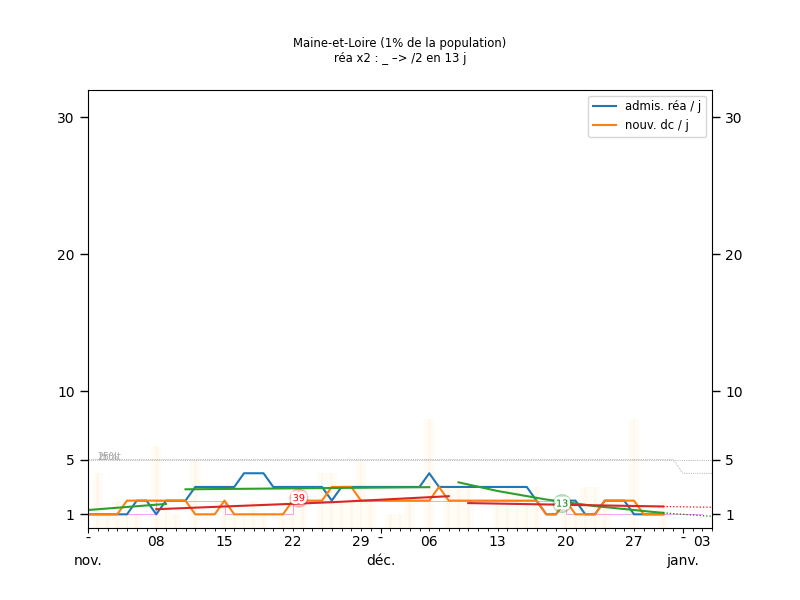 Maine-et-Loire (1% de la population)
réa x2 : _ –> /2 en 13 j
admis. réa / j
nouv. dc / j
30 30
20 20
10 10
5 5
1 1
39
13
- 08 15 22 29 - 06 13 20 27 - 03
nov. déc. janv.